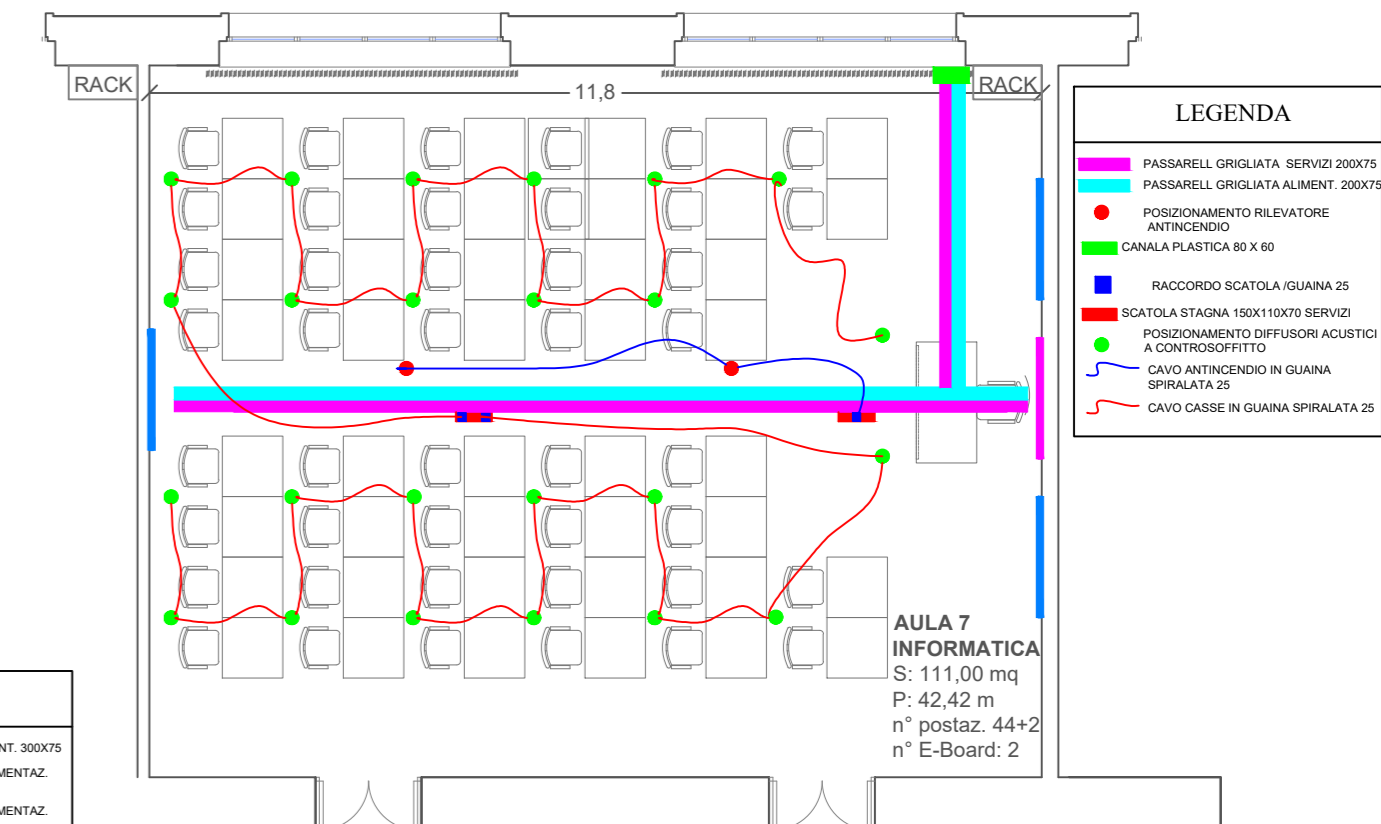 RACK
11,8
RACK
LEGENDA
PASSARELL GRIGLIATA SERVIZI 200X75
PASSARELL GRIGLIATA ALIMENT. 200X75
POSIZIONAMENTO RILEVATORE
ANTINCENDIO
CANALA PLASTICA 80 X 60
RACCORDO SCATOLA /GUAINA 25
SCATOLA STAGNA 150X110X70 SERVIZI
POSIZIONAMENTO DIFFUSORI ACUSTICI
A CONTROSOFFITTO
CAVO ANTINCENDIO IN GUAINA
SPIRALATA 25
CAVO CASSE IN GUAINA SPIRALATA 25
AULA 7
INFORMATICA
S: 111,00 mq
P: 42,42 m
n° postaz. 44+2
n° E-Board: 2
NT. 300X75
MENTAZ.
MENTAZ.